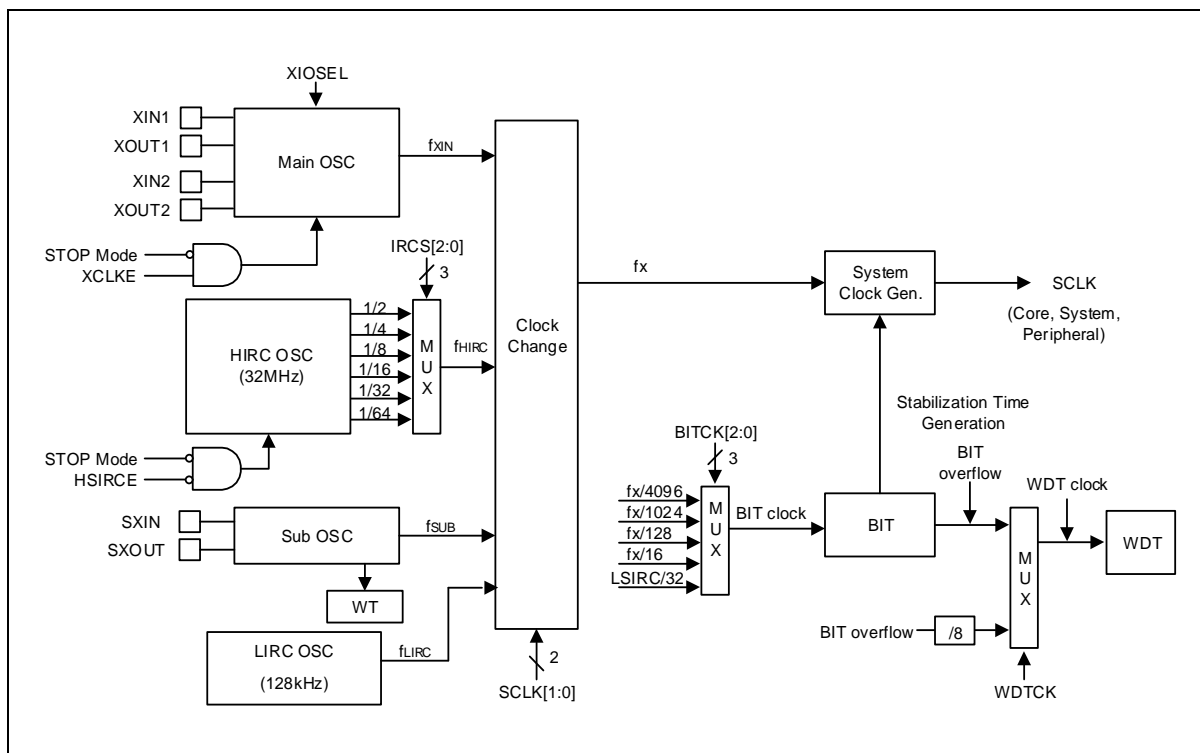 XIOSEL
XIN1
XOUT1
XIN2
XOUT2
Main OSC
fXIN
STOP Mode
XCLKE
IRCS[2:0]
3
HIRC OSC
(32MHz)
1/2
1/4
1/8
1/16
1/32
1/64
MUX
fHIRC
STOP Mode
HSIRCE
SXIN
SXOUT
Sub OSC
fSUB
WT
LIRC OSC
(128kHz)
fLIRC
Clock
Change
2
SCLK[1:0]
fx
System
Clock Gen.
SCLK
(Core, System,
Peripheral)
Stabilization Time
Generation
BITCK[2:0]
3
fx/4096
fx/1024
fx/128
fx/16
LSIRC/32
MUX
BIT clock
BIT
BIT
overflow
WDT clock
MUX
WDT
BIT overflow
/8
WDTCK